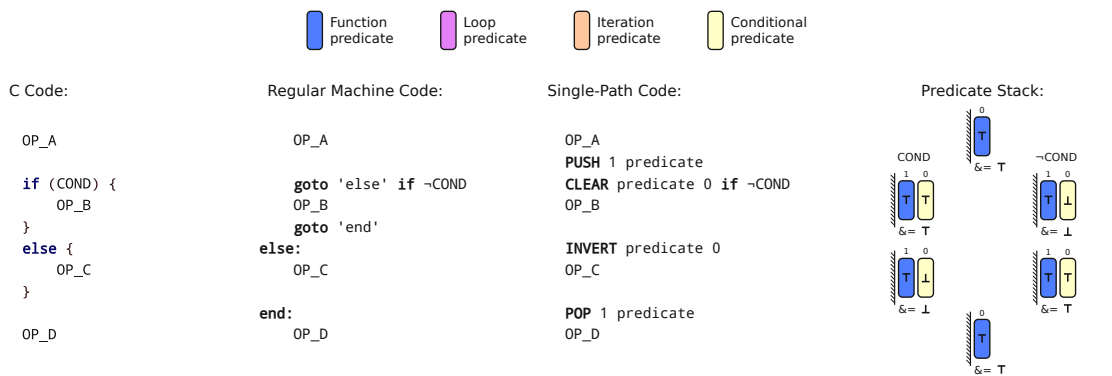 Function predicate
Loop predicate
Iteration predicate
Conditional predicate
C Code:
OP_A
if (COND) {
OP_B
}
else {
OP_C
}
OP_D
Regular Machine Code:
OP_A
goto 'else' if ¬COND
OP_B
goto 'end'
else:
OP_C
end:
OP_D
Single-Path Code:
OP_A
PUSH 1 predicate
CLEAR predicate 0 if ¬COND
OP_B
INVERT predicate 0
OP_C
POP 1 predicate
OP_D
Predicate Stack:
0
⊤
&= ⊤
COND
1 0
⊤ ⊤
&= ⊤
¬COND
1 0
⊤ ⊥
&= ⊥
1 0
⊤ ⊥
&= ⊥
1 0
⊤ ⊤
&= ⊤
0
⊤
&= ⊤